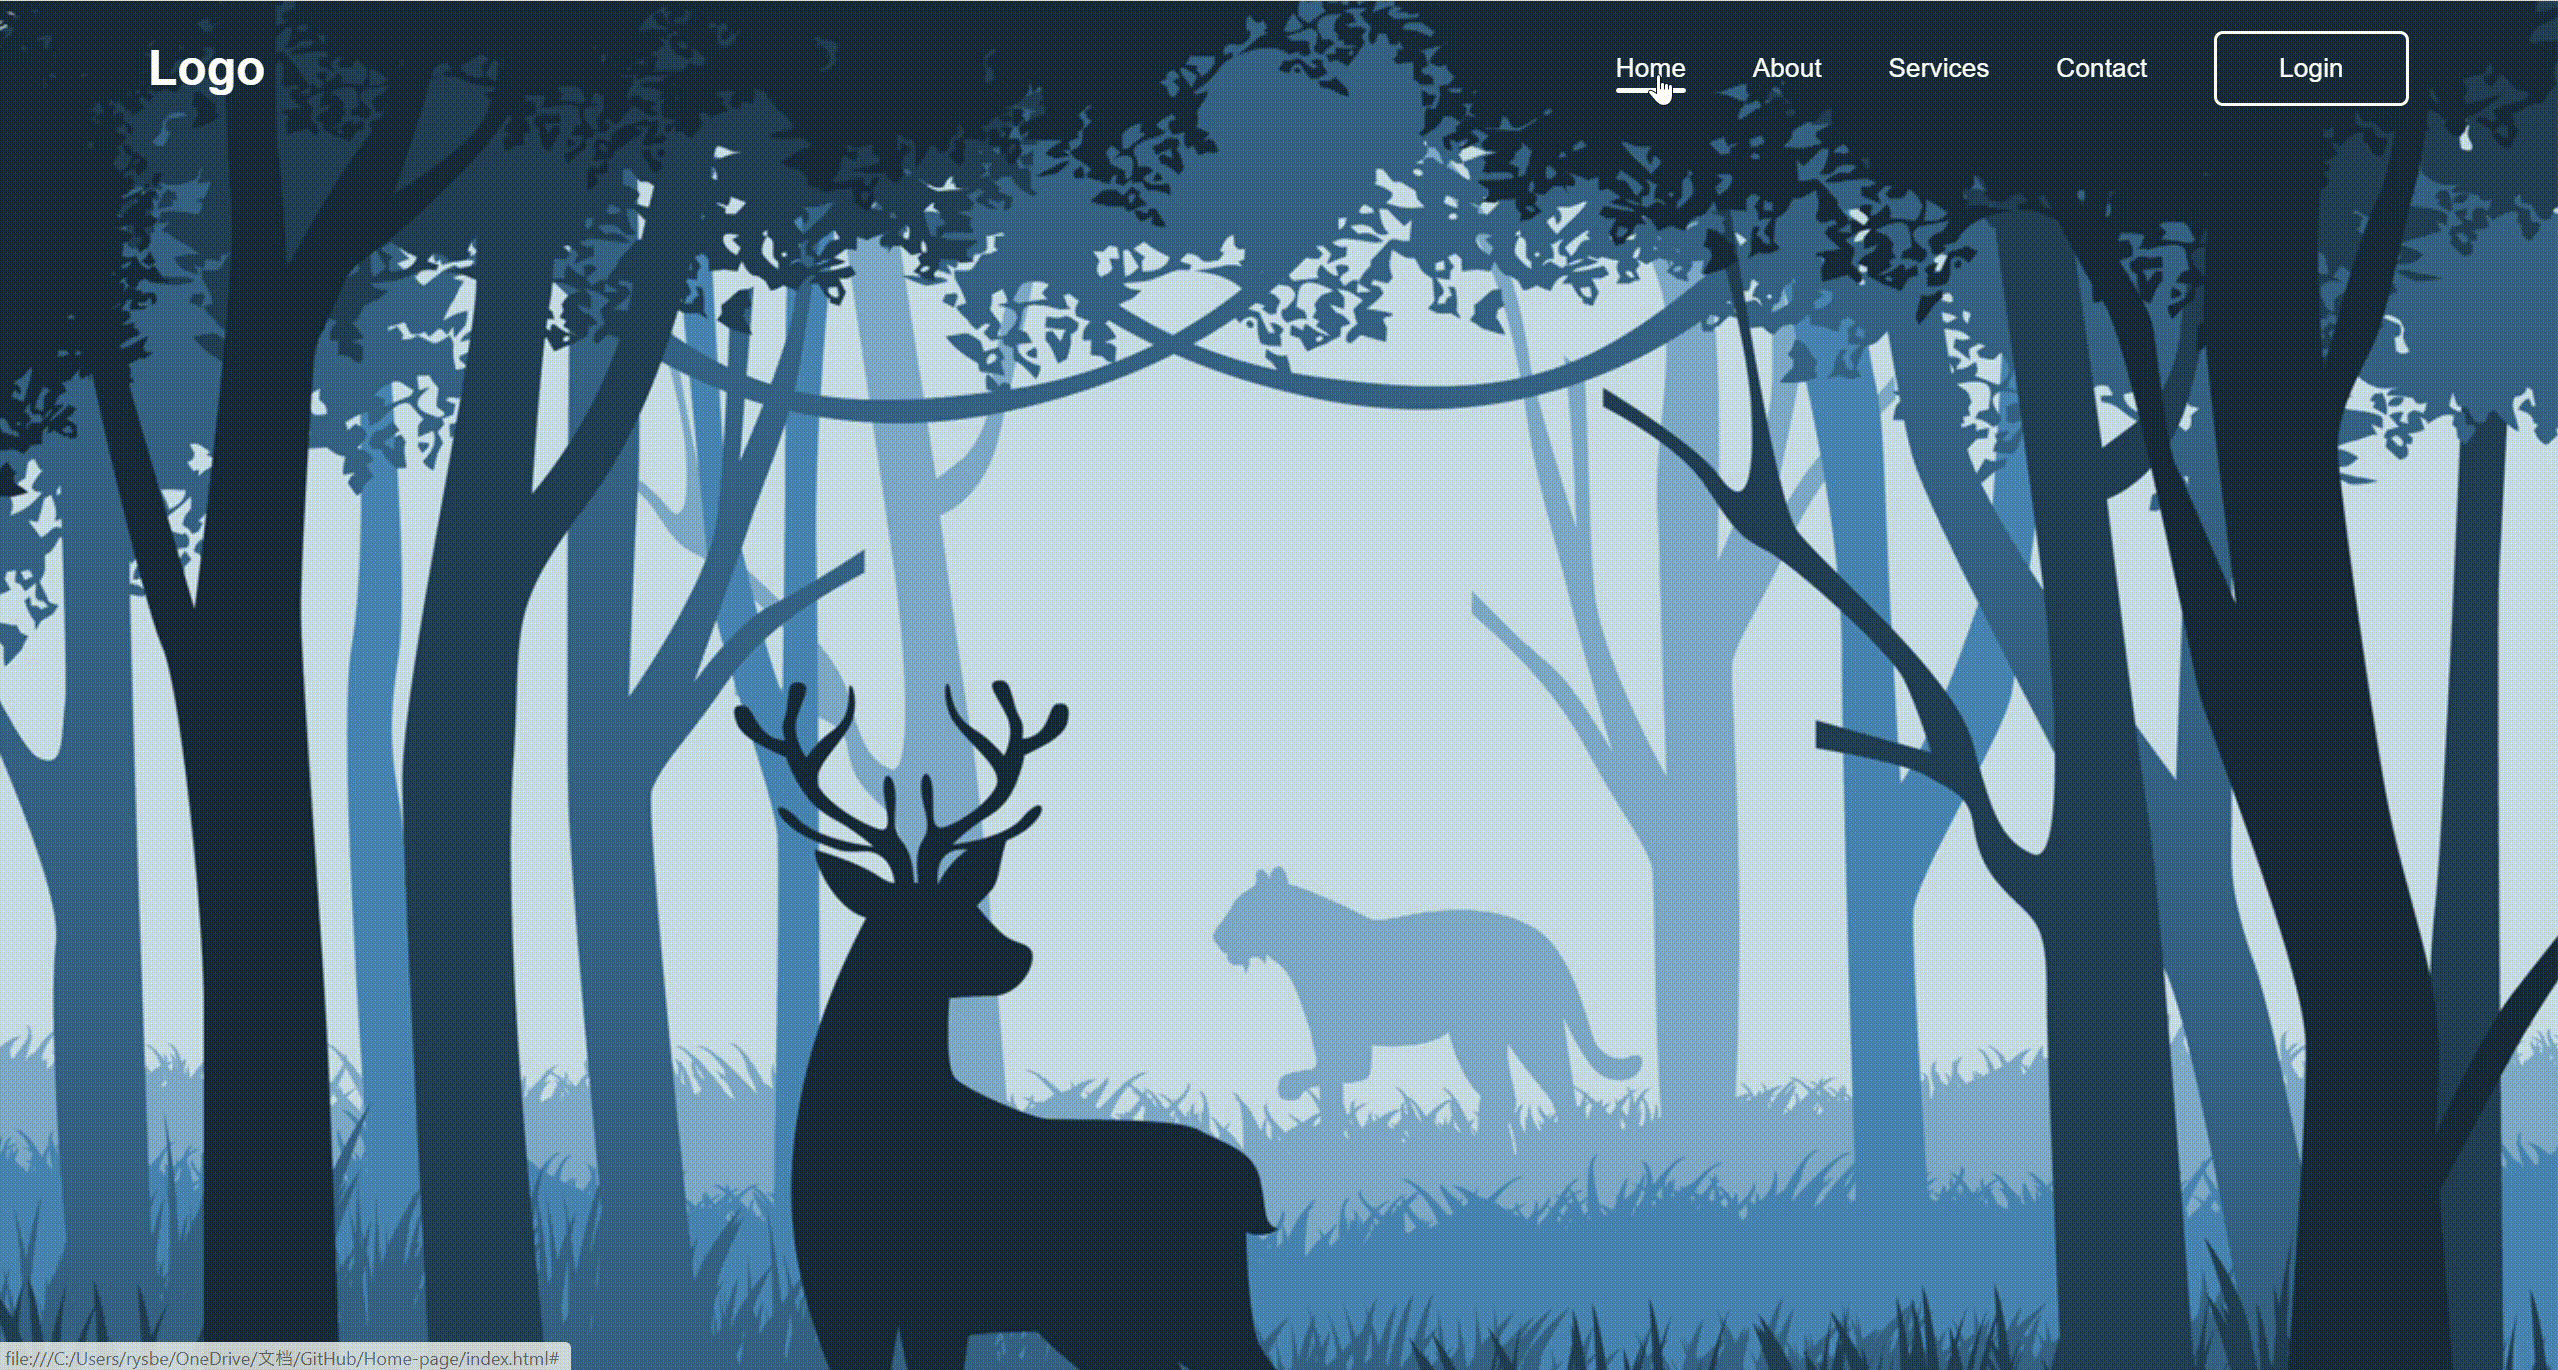 Logo
Home About Services Contact Login
file:///C:/Users/rysbe/OneDrive/文档/GitHub/Home-page/index.html#